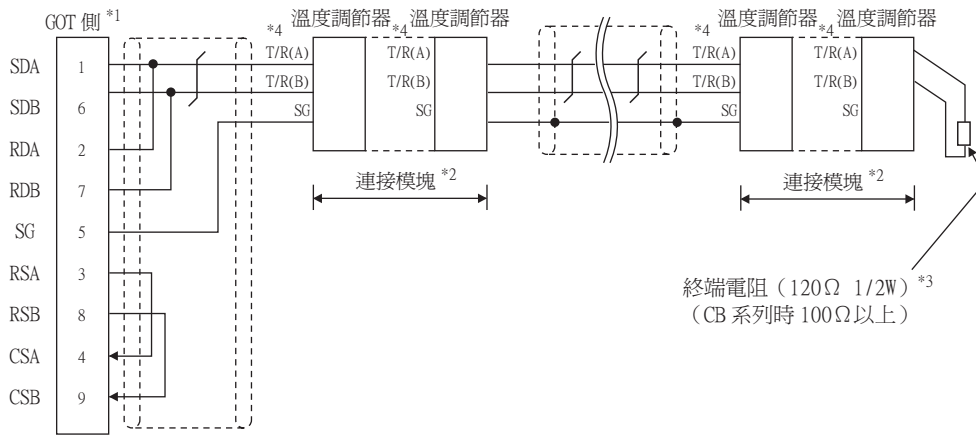 GOT 側 *1
SDA 1
SDB 6
RDA 2
RDB 7
SG 5
RSA 3
RSB 8
CSA 4
CSB 9
溫度調節器 溫度調節器
*4 T/R(A) *4 T/R(A)
T/R(B) T/R(B)
SG SG
連接模塊 *2
溫度調節器 溫度調節器
*4 T/R(A) *4 T/R(A)
T/R(B) T/R(B)
SG SG
連接模塊 *2
終端電阻（120Ω 1/2W）*3
（CB 系列時 100Ω以上）